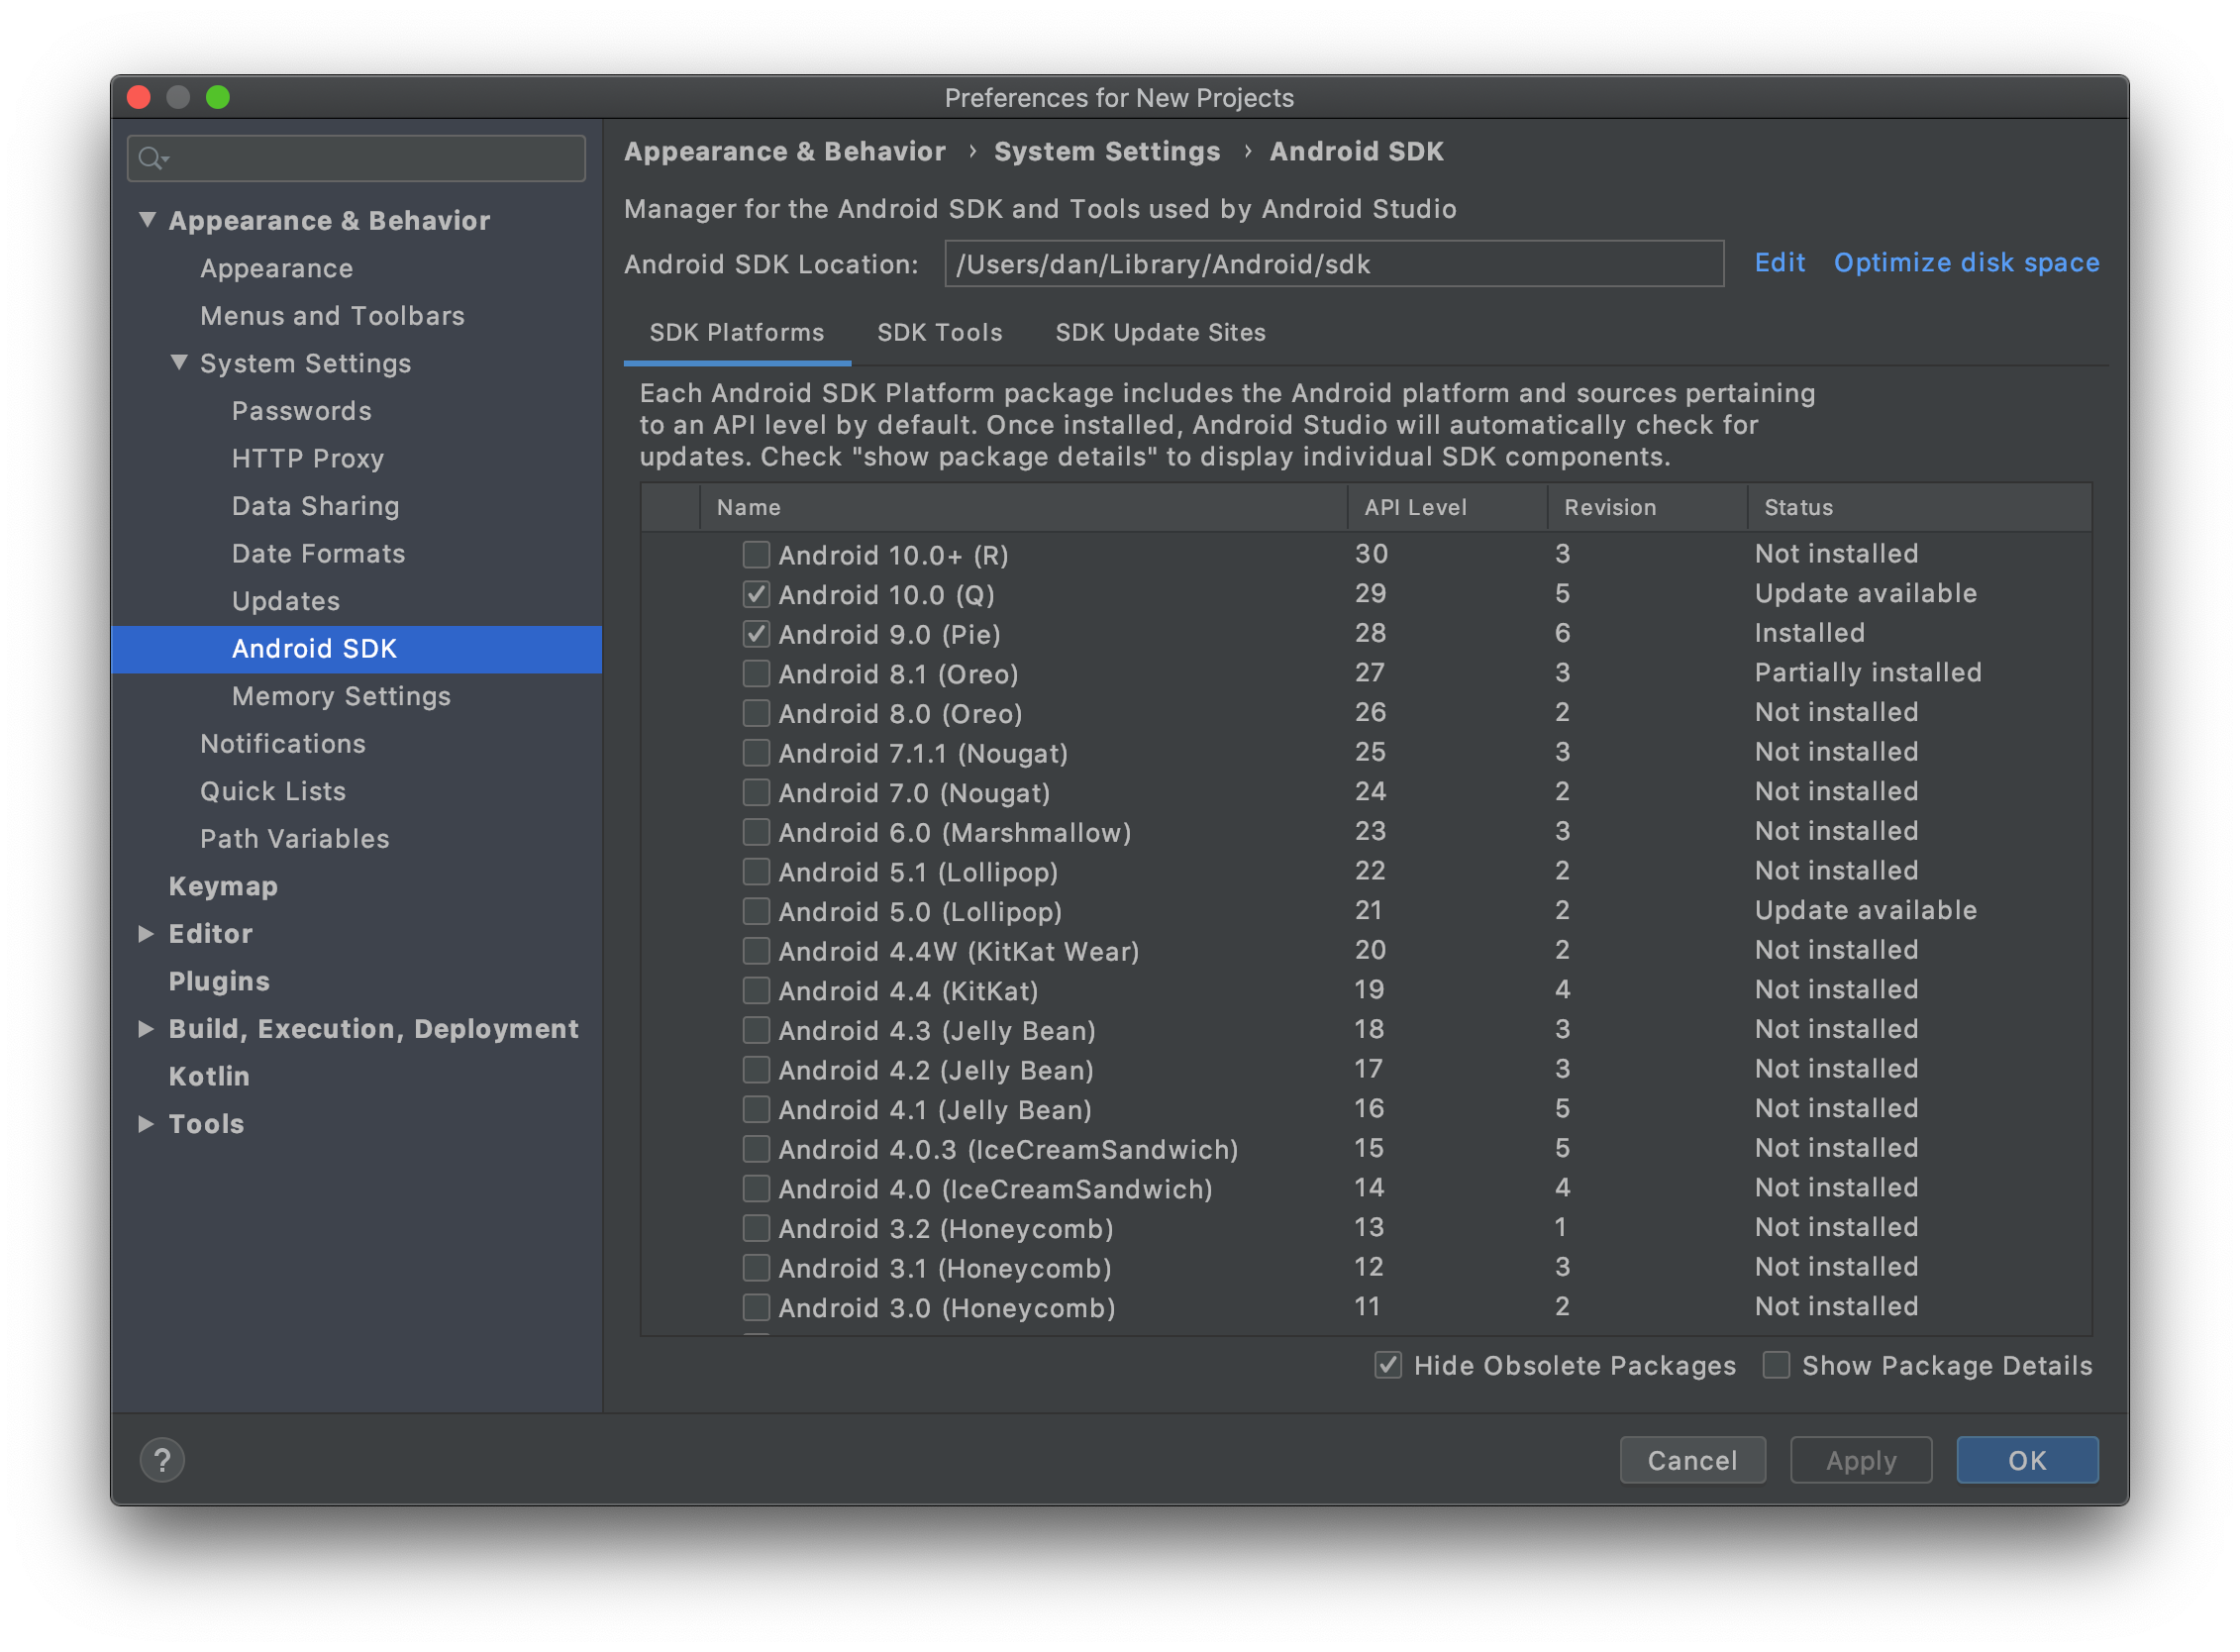 Preferences for New Projects
Appearance & Behavior
Appearance
Menus and Toolbars
System Settings
Passwords
HTTP Proxy
Data Sharing
Date Formats
Updates
Android SDK
Memory Settings
Notifications
Quick Lists
Path Variables
Keymap
Editor
Plugins
Build, Execution, Deployment
Kotlin
Tools
Appearance & Behavior › System Settings › Android SDK
Manager for the Android SDK and Tools used by Android Studio
Android SDK Location: /Users/dan/Library/Android/sdk Edit Optimize disk space
SDK Platforms SDK Tools SDK Update Sites
Each Android SDK Platform package includes the Android platform and sources pertaining
to an API level by default. Once installed, Android Studio will automatically check for
updates. Check "show package details" to display individual SDK components.
Name API Level Revision Status
Android 10.0+ (R) 30 3 Not installed
Android 10.0 (Q) 29 5 Update available
Android 9.0 (Pie) 28 6 Installed
Android 8.1 (Oreo) 27 3 Partially installed
Android 8.0 (Oreo) 26 2 Not installed
Android 7.1.1 (Nougat) 25 3 Not installed
Android 7.0 (Nougat) 24 2 Not installed
Android 6.0 (Marshmallow) 23 3 Not installed
Android 5.1 (Lollipop) 22 2 Not installed
Android 5.0 (Lollipop) 21 2 Update available
Android 4.4W (KitKat Wear) 20 2 Not installed
Android 4.4 (KitKat) 19 4 Not installed
Android 4.3 (Jelly Bean) 18 3 Not installed
Android 4.2 (Jelly Bean) 17 3 Not installed
Android 4.1 (Jelly Bean) 16 5 Not installed
Android 4.0.3 (IceCreamSandwich) 15 5 Not installed
Android 4.0 (IceCreamSandwich) 14 4 Not installed
Android 3.2 (Honeycomb) 13 1 Not installed
Android 3.1 (Honeycomb) 12 3 Not installed
Android 3.0 (Honeycomb) 11 2 Not installed
Hide Obsolete Packages Show Package Details
? Cancel Apply OK